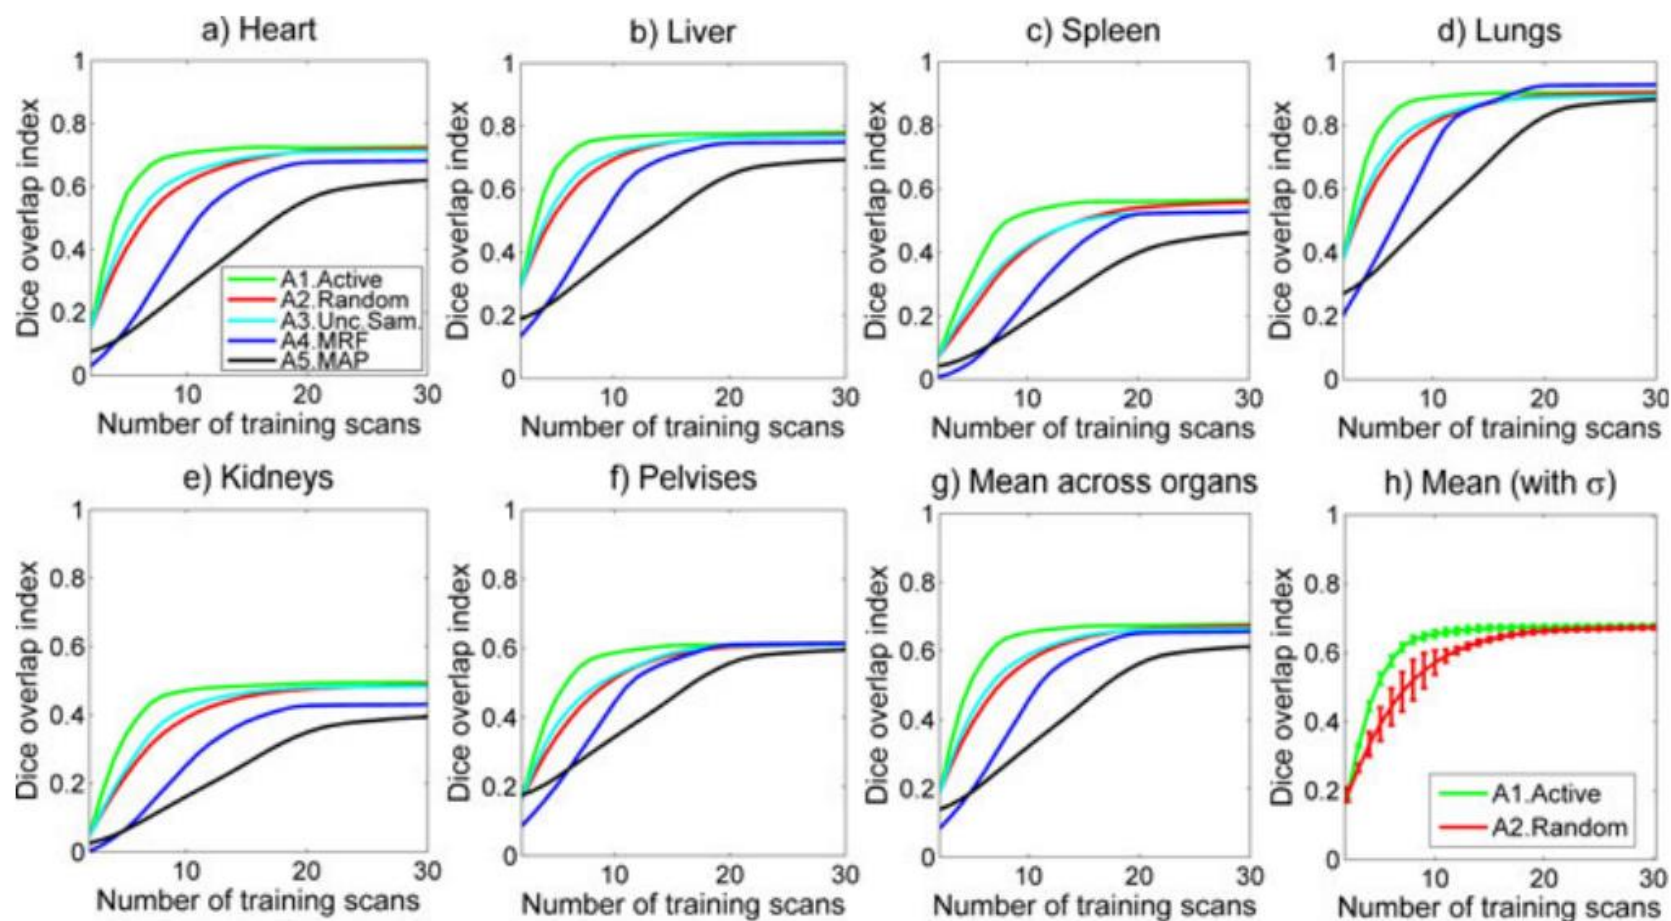 a) Heart
b) Liver
c) Spleen
d) Lungs
Dice overlap index
1
0.8
0.6
0.4
0.2
0
A1.Active
A2.Random
A3.Unc.Sam.
A4.MRF
A5.MAP
10
20
30
Number of training scans
Dice overlap index
1
0.8
0.6
0.4
0.2
0
10
20
30
Number of training scans
Dice overlap index
1
0.8
0.6
0.4
0.2
0
10
20
30
Number of training scans
Dice overlap index
1
0.8
0.6
0.4
0.2
0
10
20
30
Number of training scans
e) Kidneys
f) Pelvises
g) Mean across organs
h) Mean (with σ)
Dice overlap index
1
0.8
0.6
0.4
0.2
0
10
20
30
Number of training scans
Dice overlap index
1
0.8
0.6
0.4
0.2
0
10
20
30
Number of training scans
Dice overlap index
1
0.8
0.6
0.4
0.2
0
10
20
30
Number of training scans
Dice overlap index
1
0.8
0.6
0.4
0.2
0
A1.Active
A2.Random
10
20
30
Number of training scans